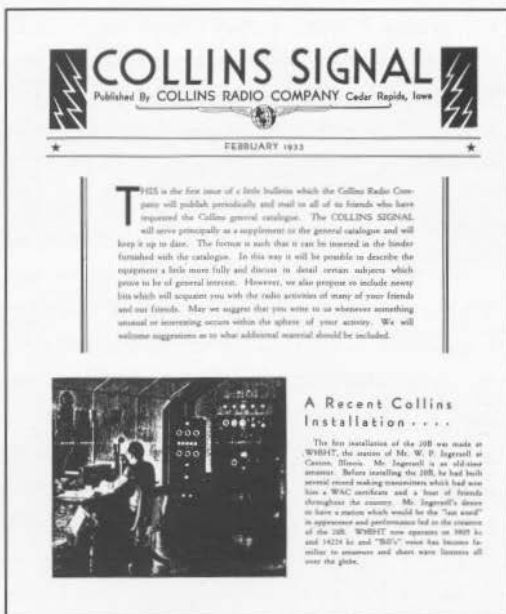 COLLINS SIGNAL
Published By COLLINS RADIO COMPANY Cedar Rapids, Iowa
FEBRUARY 1933
THIS is the first issue of a little bulletin which the Collins Radio Com-
pany will publish periodically and mail to all of its friends who have
requested the Collins general catalogue. The COLLINS SIGNAL
will serve principally as a supplement to the general catalogue and will
keep it up to date. The format is such that it can be inserted in the binder
furnished with the catalogue. In this way it will be possible to describe the
equipment a little more fully and discuss in detail certain subjects which
prove to be of general interest. However, we also propose to include newsy
bits which will acquaint you with the radio activities of many of your friends
and our friends. May we suggest that you write to us whenever something
unusual or interesting occurs within the sphere of your activity. We will
welcome suggestions as to what additional material should be included.
A Recent Collins
Installation · · · ·
The first installation of the 20B was made at
W9BHT, the station of Mr. W. P. Ingersoll at
Canton, Illinois. Mr. Ingersoll is an old-time
amateur. Before installing the 20B, he had built
several record making transmitters which had won
him a WAC certificate and a host of friends
throughout the country. Mr. Ingersoll's desire
to have a station which would be the "last word"
in appearance and performance led to the creation
of the 20B. W9BHT now operates on kc
and 14224 kc and "Bill's" voice has become fa-
miliar to amateurs and short wave listeners all
over the globe.